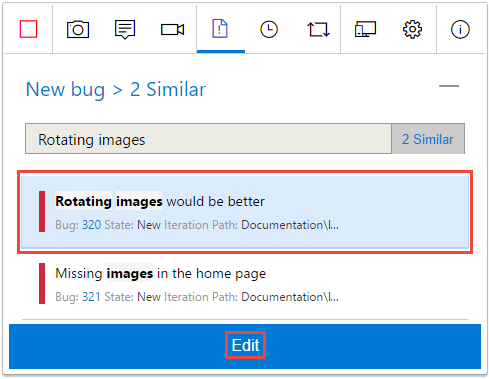 New bug > 2 Similar
Rotating images 2 Similar
Rotating images would be better
Bug: 320 State: New Iteration Path: Documentation\I...
Missing images in the home page
Bug: 321 State: New Iteration Path: Documentation\I...
Edit